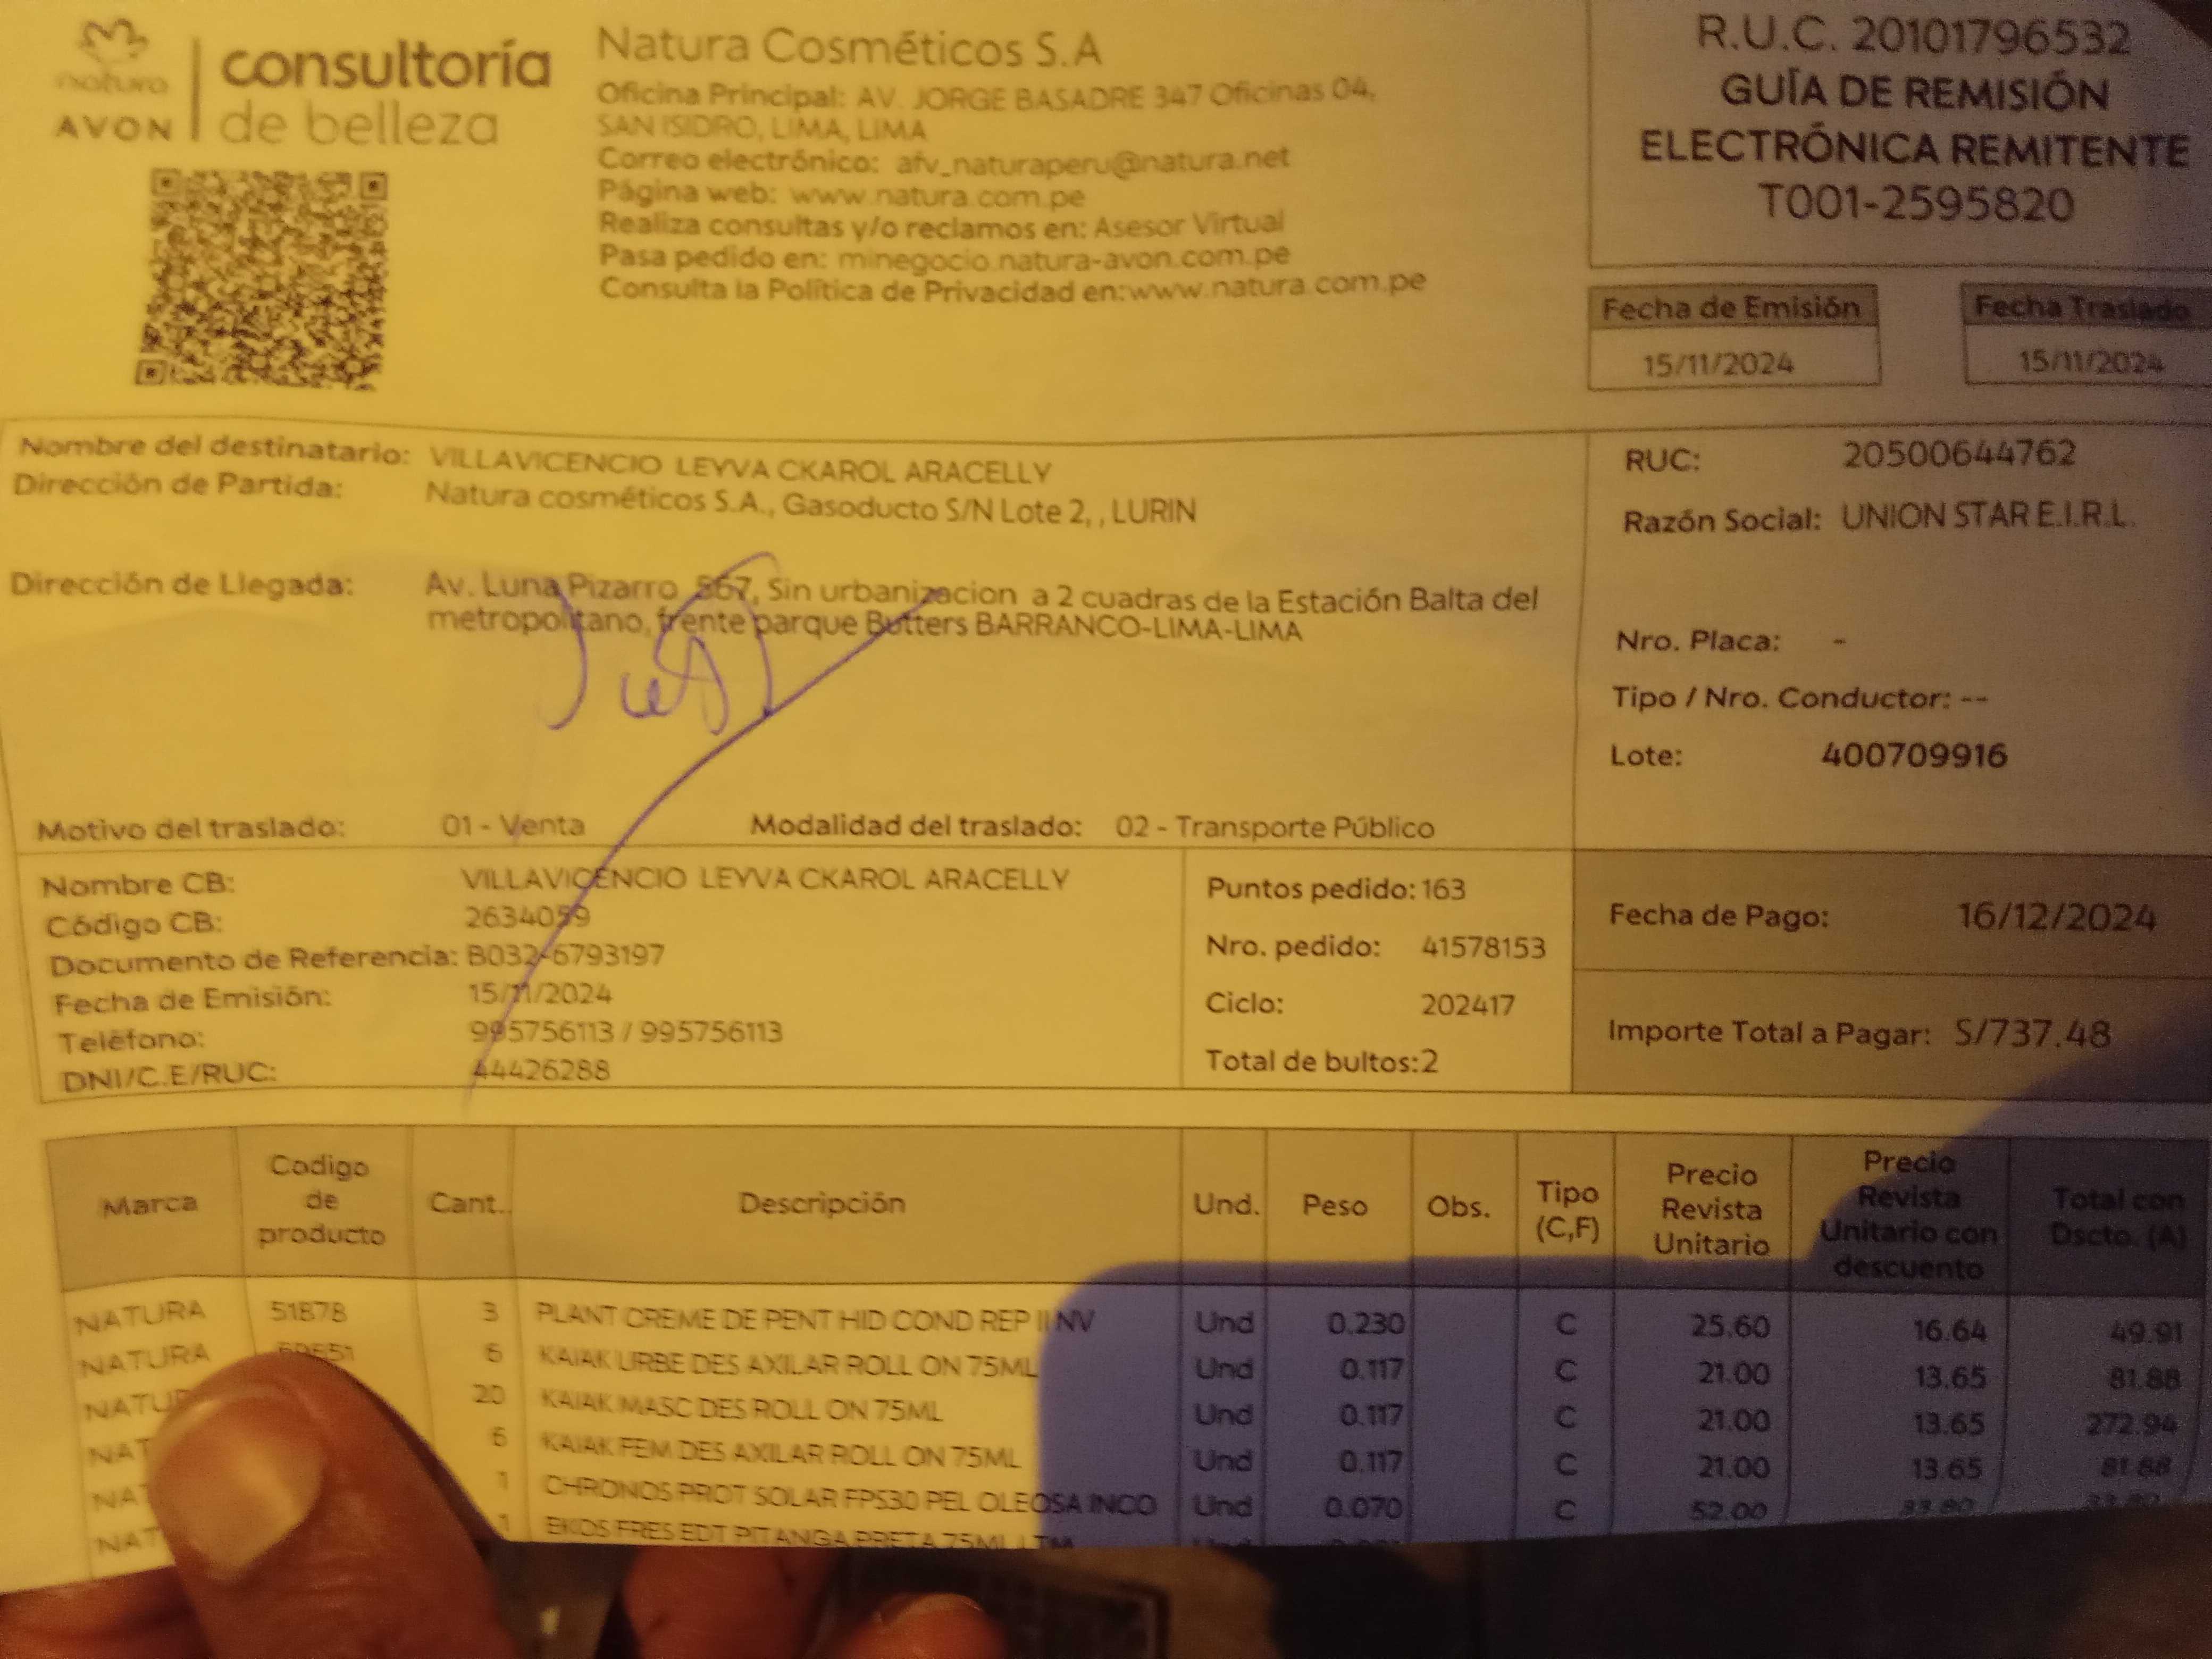 natura
AVON
consultoría
de belleza
Natura Cosméticos S.A
Oficina Principal: AV. JORGE BASADRE 347 Oficinas 04,
SAN ISIDRO, LIMA, LIMA
Correo electrónico: afv_naturaperu@natura.net
Página web: www.natura.com.pe
Realiza consultas y/o reclamos en: Asesor Virtual
Pasa pedido en: minegocio.natura-avon.com.pe
Consulta la Política de Privacidad en:www.natura.com.pe
R.U.C. 20101796532
GUÍA DE REMISIÓN
ELECTRÓNICA REMITENTE
T001-2595820
Fecha de Emisión
15/11/2024
Fecha Traslado
15/11/2024
Nombre del destinatario: VILLAVICENCIO LEYVA CKAROL ARACELLY
Dirección de Partida: Natura cosméticos S.A., Gasoducto S/N Lote 2, , LURIN
Dirección de Llegada: Av. Luna Pizarro 567, Sin urbanizacion a 2 cuadras de la Estación Balta del
metropolitano, frente parque Butters BARRANCO-LIMA-LIMA
Motivo del traslado: 01 - Venta Modalidad del traslado: 02 - Transporte Público
RUC: 20500644762
Razón Social: UNION STAR E.I.R.L.
Nro. Placa: -
Tipo / Nro. Conductor: --
Lote: 400709916
Nombre CB: VILLAVICENCIO LEYVA CKAROL ARACELLY
Código CB: 2634059
Documento de Referencia: B032-6793197
Fecha de Emisión: 15/11/2024
Teléfono: 995756113 / 995756113
DNI/C.E/RUC: 44426288
Puntos pedido: 163
Nro. pedido: 41578153
Ciclo: 202417
Total de bultos: 2
Fecha de Pago: 16/12/2024
Importe Total a Pagar: S/737.48
Marca Codigo de producto Cant. Descripción Und. Peso Obs. Tipo (C,F) Precio Revista Unitario Precio Revista Unitario con descuento Total con Dscto. (A)
NATURA 51878 3 PLANT CREME DE PENT HID COND REP II NV Und 0.230 C 25.60 16.64 49.91
NATURA 6 KAIAK URBE DES AXILAR ROLL ON 75ML Und 0.117 C 21.00 13.65 81.88
NATU 20 KAIAK MASC DES ROLL ON 75ML Und 0.117 C 21.00 13.65 272.94
NAT 6 KAIAK FEM DES AXILAR ROLL ON 75ML Und 0.117 C 21.00 13.65 81.88
NAT 1 CHRONOS PROT SOLAR FPS30 PEL OLEOSA INCO Und 0.070 C 52.00 33.80
NAT 1 EKOS FRES EDT PITANGA PRETA 75ML LTM